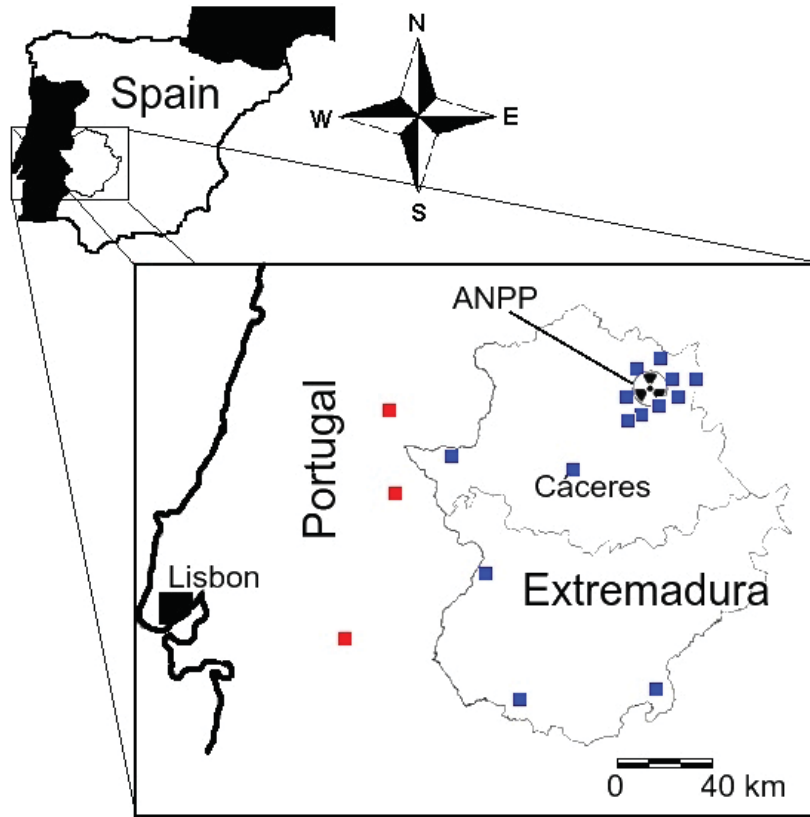 N
Spain
W
E
S
ANPP
Portugal
Cáceres
Lisbon
Extremadura
0 40 km